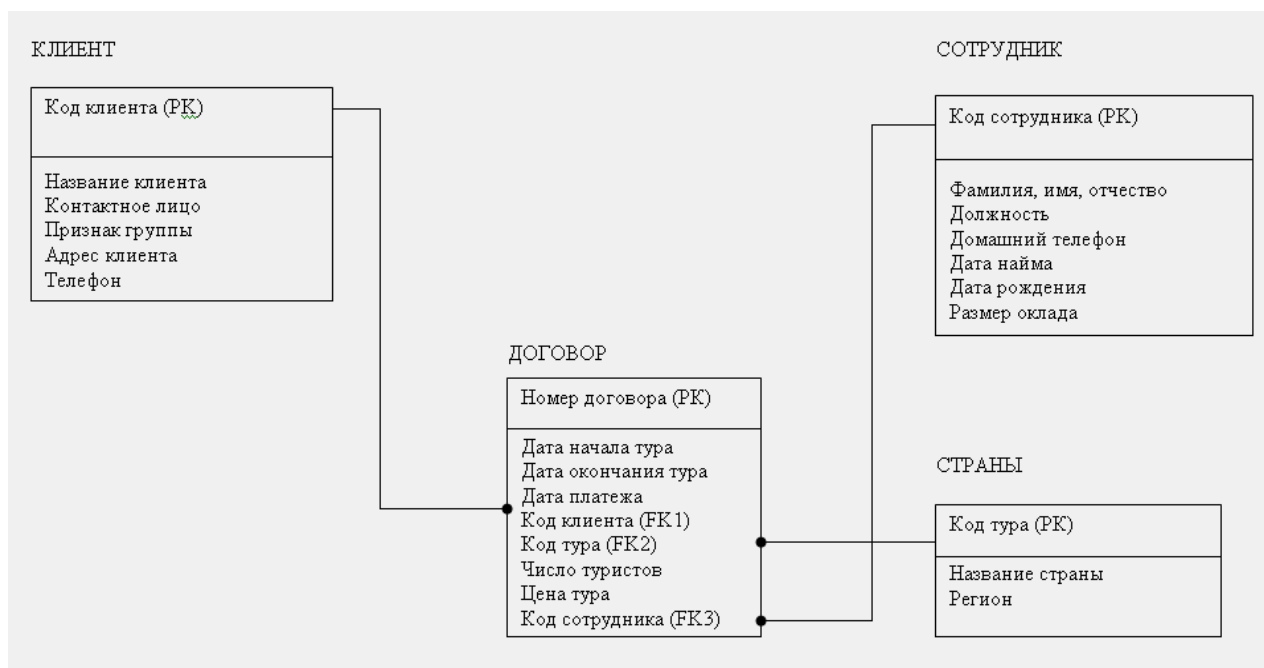 КЛИЕНТ
Код клиента (PK)
Название клиента
Контактное лицо
Признак группы
Адрес клиента
Телефон
СОТРУДНИК
Код сотрудника (PK)
Фамилия, имя, отчество
Должность
Домашний телефон
Дата найма
Дата рождения
Размер оклада
ДОГОВОР
Номер договора (PK)
Дата начала тура
Дата окончания тура
Дата платежа
Код клиента (FK1)
Код тура (FK2)
Число туристов
Цена тура
Код сотрудника (FK3)
СТРАНЫ
Код тура (PK)
Название страны
Регион